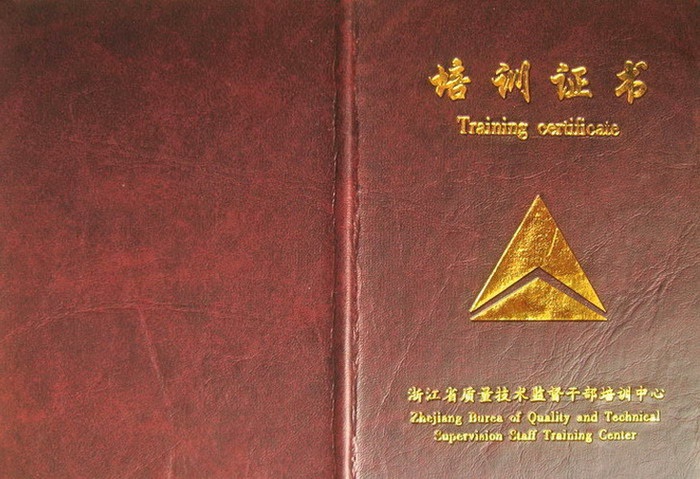 培训证书
Training certificate
浙江省质量技术监督干部培训中心
Zhejiang Burea of Quality and Technical
Supervision Staff Training Center